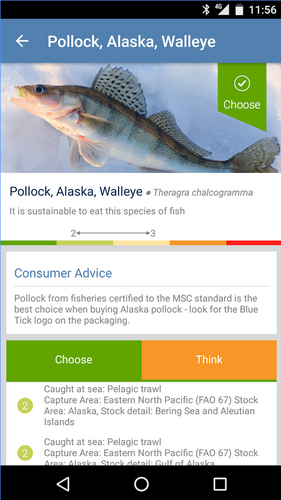 4G 11:56
Pollock, Alaska, Walleye
Choose
Pollock, Alaska, Walleye ● Theragra chalcogramma
It is sustainable to eat this species of fish
2 3
Consumer Advice
Pollock from fisheries certified to the MSC standard is the
best choice when buying Alaska pollock - look for the Blue
Tick logo on the packaging.
Choose Think
Caught at sea: Pelagic trawl
2 Capture Area: Eastern North Pacific (FAO 67) Stock
Area: Alaska, Stock detail: Bering Sea and Aleutian
Islands
Caught at sea: Pelagic trawl
2 Capture Area: Eastern North Pacific (FAO 67) Stock
Area: Alaska, Stock detail: Gulf of Alaska